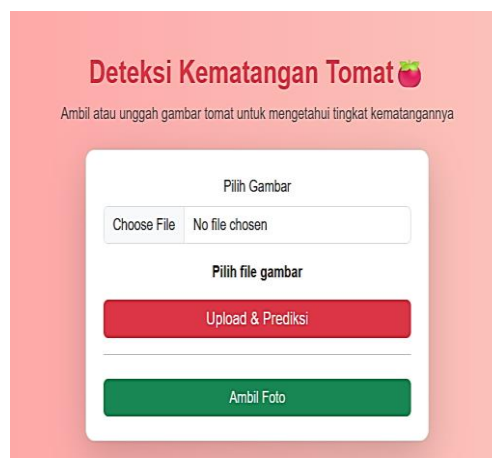 Deteksi Kematangan Tomat🍅
Ambil atau unggah gambar tomat untuk mengetahui tingkat kematangannya
Pilih Gambar
Choose File No file chosen
Pilih file gambar
Upload & Prediksi
Ambil Foto